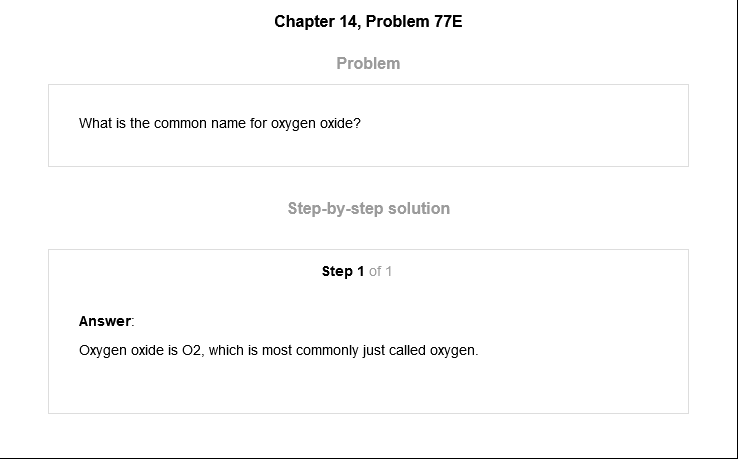 Chapter 14, Problem 77E
Problem
What is the common name for oxygen oxide?
Step-by-step solution
Step 1 of 1
Answer:
Oxygen oxide is O2, which is most commonly just called oxygen.